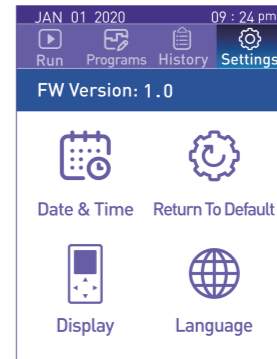 JAN 01 2020 09 : 24 pm
Run Programs History Settings
FW Version: 1.0
Date & Time Return To Default
Display Language